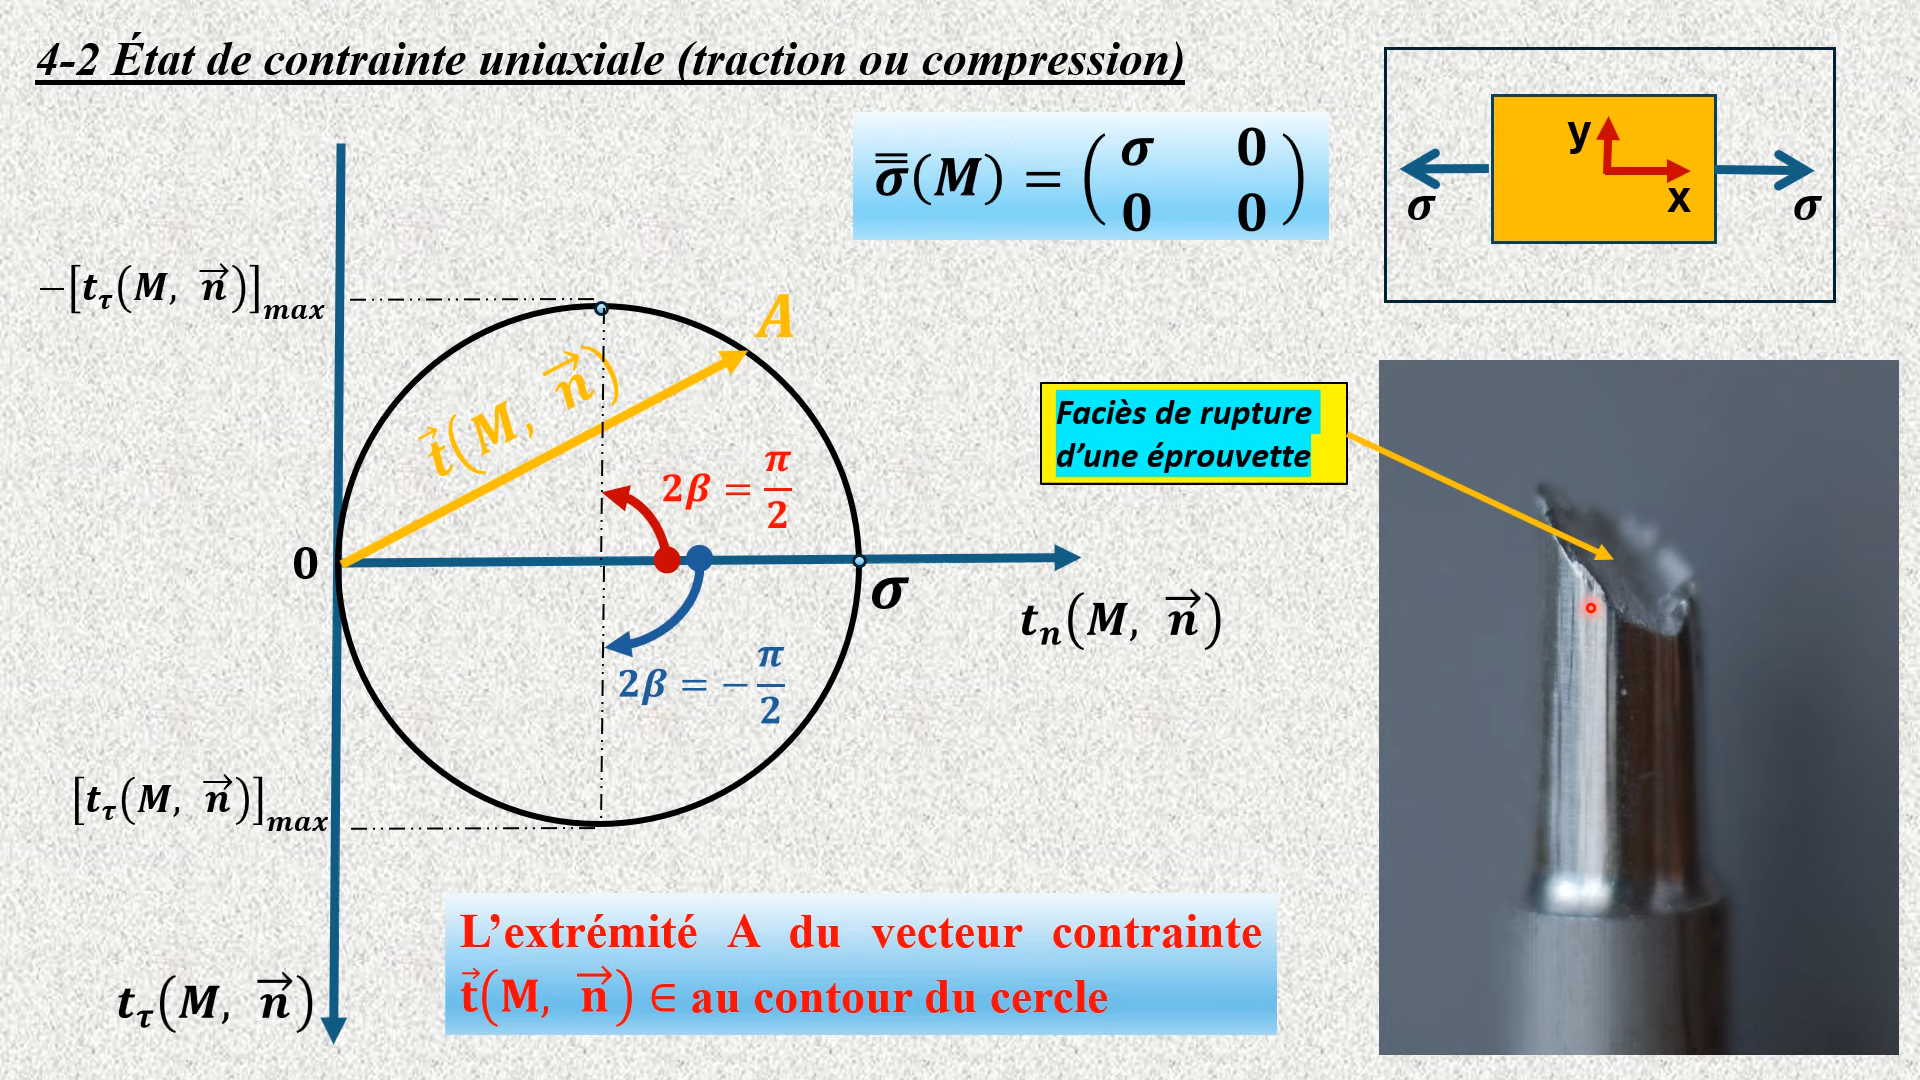 4-2 État de contrainte uniaxiale (traction ou compression)
σ̿(M) = (σ 0
0 0)
y
x
σ
σ
−[t_τ(M, n⃗)]_max
A
t⃗(M, n⃗)
2β = π/2
Faciès de rupture
d’une éprouvette
0
σ
t_n(M, n⃗)
2β = −π/2
[t_τ(M, n⃗)]_max
t_τ(M, n⃗)
L’extrémité A du vecteur contrainte
t⃗(M, n⃗) ∈ au contour du cercle